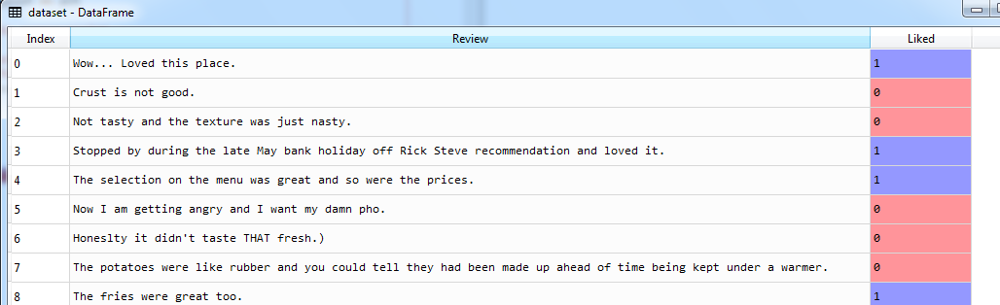 dataset - DataFrame
Index Review Liked
0 Wow... Loved this place. 1
1 Crust is not good. 0
2 Not tasty and the texture was just nasty. 0
3 Stopped by during the late May bank holiday off Rick Steve recommendation and loved it. 1
4 The selection on the menu was great and so were the prices. 1
5 Now I am getting angry and I want my damn pho. 0
6 Honeslty it didn't taste THAT fresh.) 0
7 The potatoes were like rubber and you could tell they had been made up ahead of time being kept under a warmer. 0
8 The fries were great too. 1